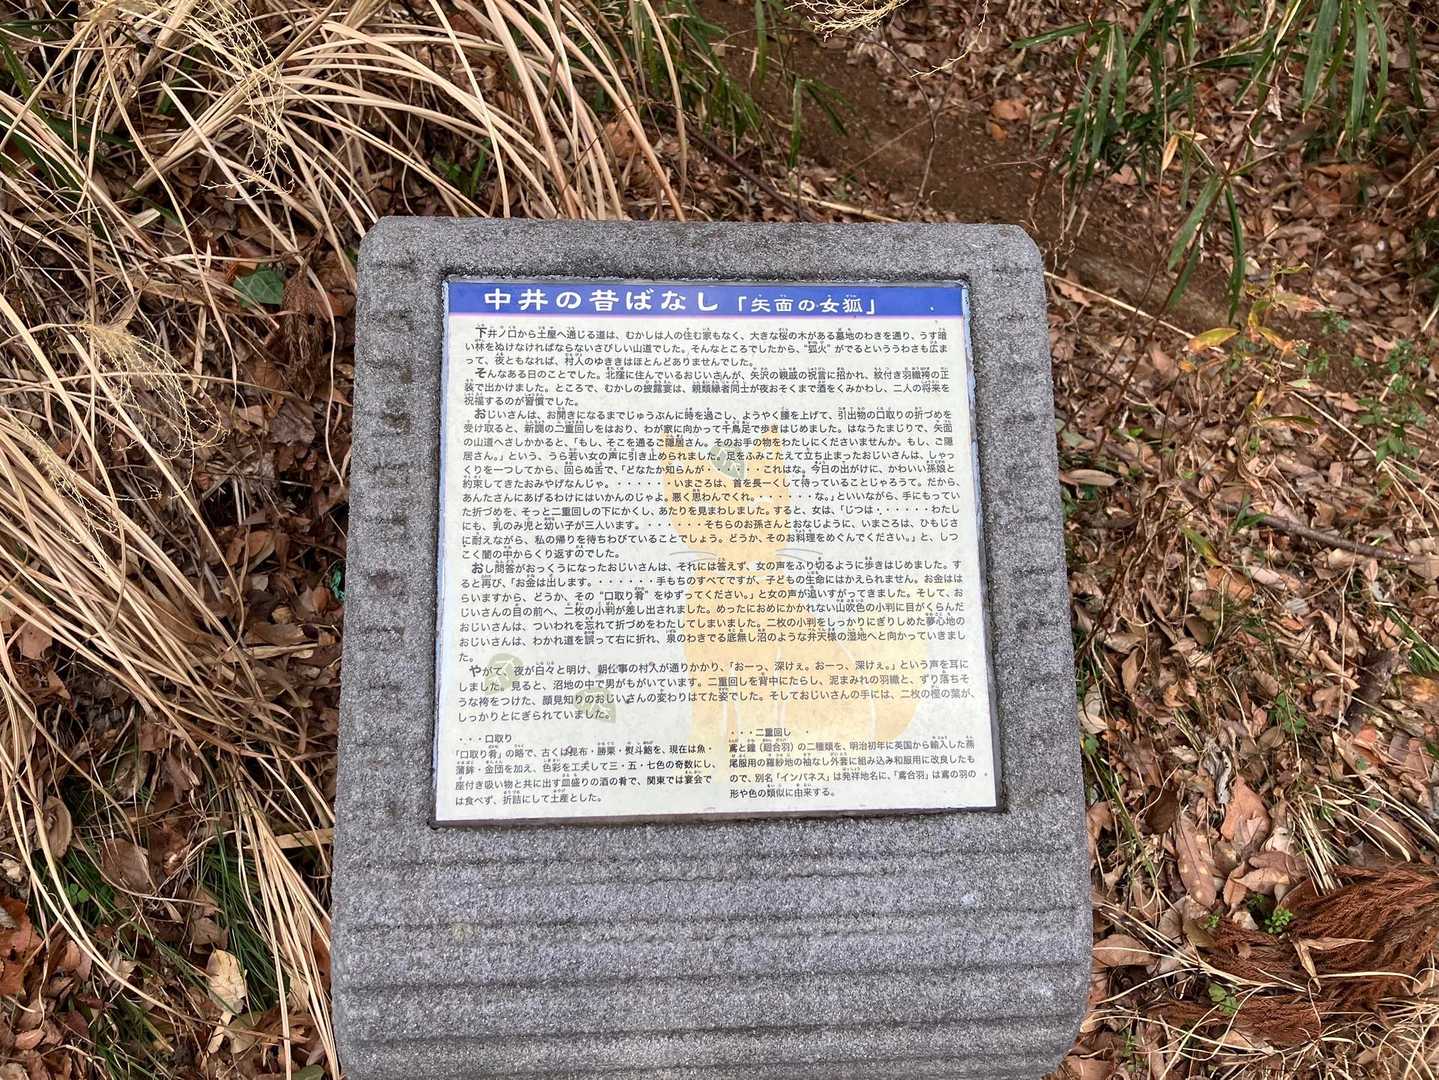 中井の昔ばなし「矢面の女狐」
下井ノ口から土屋へ通じる道は、むかしは人の住む家もなく、大きな桜の木がある墓地のわきを通り、うす暗
い林をぬけなければならないさびしい山道でした。そんなところでしたから、“狐火”がでるといううわさも広ま
って、夜ともなれば、村人のゆききはほとんどありませんでした。
そんなある日のことでした。北窪に住んでいるおじいさんが、矢沢の親戚の祝言に招かれ、紋付き羽織袴の正
装で出かけました。ところで、むかしの披露宴は、親類縁者同士が夜おそくまで酒をくみかわし、二人の将来を
祝福するのが習慣でした。
おじいさんは、お開きになるまでじゅうぶんに時を過ごし、ようやく腰を上げて、引出物の口取りの折づめを
受け取ると、新調の二重回しをはおり、わが家に向かって千鳥足で歩きはじめました。はなうたまじりで、矢面
の山道へさしかかると、「もし、そこを通るご隠居さん。そのお手の物をわたしにくださいませんか。もし、ご隠
居さん。」という、うら若い女の声に引き止められました。足をふみこたえて立ち止まったおじいさんは、しゃっ
くりを一つしてから、回らぬ舌で、「どなたか知らんが・・・・・・これはな。今日の出がけに、かわいい孫娘と
約束してきたおみやげなんじゃ。・・・・・・いまごろは、首を長ーくして待っていることじゃろうて。だから、
あんたさんにあげるわけにはいかんのじゃよ。悪く思わんでくれ。・・・・・・な。」といいながら、手にもってい
た折づめを、そっと二重回しの下にかくし、あたりを見まわしました。すると、女は、「じつは・・・・・・わたし
にも、乳のみ児と幼い子が三人います。・・・・・・そちらのお孫さんとおなじように、いまごろは、ひもじさ
に耐えながら、私の帰りを待ちわびていることでしょう。どうか、そのお料理をめぐんでください。」と、しつ
こく闇の中からくり返すのでした。
おし問答がおっくうになったおじいさんは、それには答えず、女の声をふり切るように歩きはじめました。す
ると再び、「お金は出します。・・・・・・手もちのすべてですが、子どもの生命にはかえられません。お金はは
らいますから、どうか、その“口取り肴”をゆずってください。」と女の声が追いすがってきました。そして、お
じいさんの目の前へ、二枚の小判が差し出されました。めったにおめにかかれない山吹色の小判に目がくらんだ
おじいさんは、ついわれを忘れて折づめをわたしてしまいました。二枚の小判をしっかりにぎりしめた夢心地の
おじいさんは、わかれ道を誤って右に折れ、泉のわきでる底無し沼のような弁天様の湿地へと向かっていきまし
た。
やがて、夜が白々と明け、朝仕事の村人が通りかかり、「おーっ、深けぇ。おーっ、深けぇ。」という声を耳に
しました。見ると、沼地の中で男がもがいています。二重回しを背中にたらし、泥まみれの羽織と、ずり落ちそ
うな袴をつけた、顔見知りのおじいさんの変わりはてた姿でした。そしておじいさんの手には、二枚の樫の葉が、
しっかりとにぎられていました。
・・・口取り
「口取り肴」の略で、古くは昆布・勝栗・熨斗鮑を、現在は魚・
蒲鉾・金団を加え、色彩を工夫して三・五・七色の奇数にし、
座付き吸い物と共に出す皿盛りの酒の肴で、関東では宴会で
は食べず、折詰にして土産とした。
・・・二重回し
鳶と鐘（廻合羽）の二種類を、明治初年に英国から輸入した燕
尾服用の羅紗地の袖なし外套に組み込み和服用に改良したも
ので、別名「インバネス」は発祥地名に、「鳶合羽」は鳶の羽の
形や色の類似に由来する。